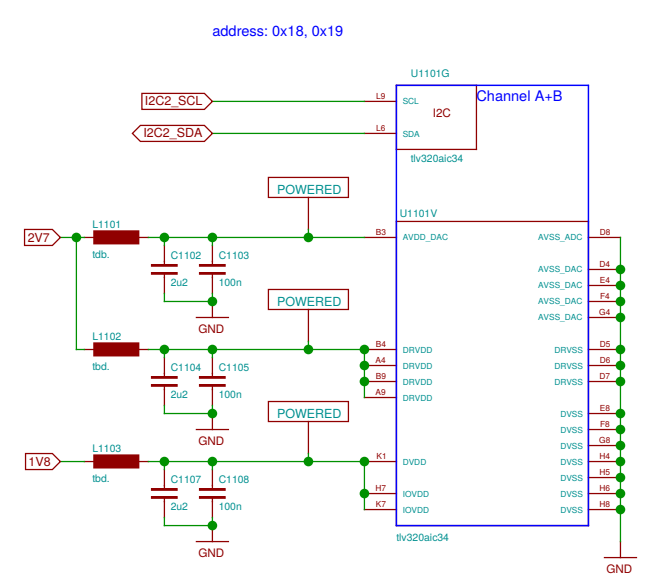 address: 0x18, 0x19
U1101G
Channel A+B
I2C2_SCL
L9
SCL
I2C
I2C2_SDA
L6
SDA
tlv320aic34
POWERED
U1101V
L1101
2V7
B3
AVDD_DAC
AVSS_ADC
D8
tdb.
C1102
C1103
2u2
100n
AVSS_DAC
D4
AVSS_DAC
E4
AVSS_DAC
F4
AVSS_DAC
G4
POWERED
GND
L1102
B4
DRVDD
DRVSS
D5
tbd.
C1104
C1105
A4
DRVDD
DRVSS
D6
B9
DRVDD
DRVSS
D7
2u2
100n
A9
DRVDD
POWERED
DVSS
E8
DVSS
F8
GND
DVSS
G8
L1103
1V8
K1
DVDD
DVSS
H4
tbd.
C1107
C1108
DVSS
H5
H7
IOVDD
DVSS
H6
2u2
100n
K7
IOVDD
DVSS
H8
tlv320aic34
GND
GND